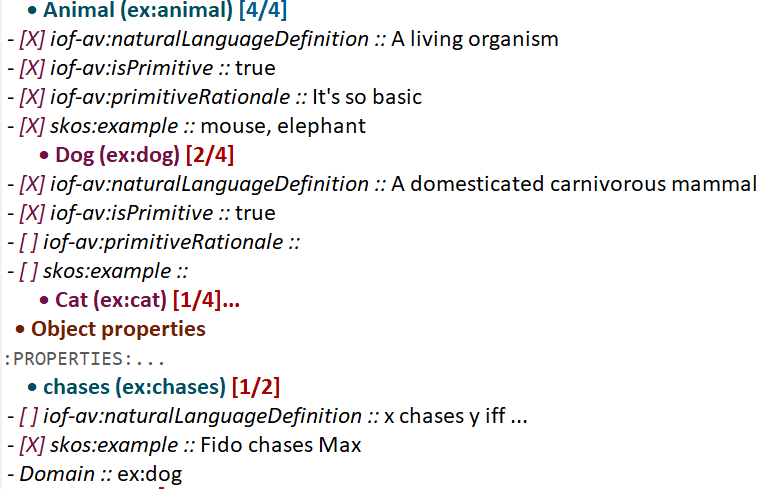 • Animal (ex:animal) [4/4]
- [X] iof-av:naturalLanguageDefinition :: A living organism
- [X] iof-av:isPrimitive :: true
- [X] iof-av:primitiveRationale :: It's so basic
- [X] skos:example :: mouse, elephant
• Dog (ex:dog) [2/4]
- [X] iof-av:naturalLanguageDefinition :: A domesticated carnivorous mammal
- [X] iof-av:isPrimitive :: true
- [ ] iof-av:primitiveRationale ::
- [ ] skos:example ::
• Cat (ex:cat) [1/4]...
• Object properties
:PROPERTIES:...
• chases (ex:chases) [1/2]
- [ ] iof-av:naturalLanguageDefinition :: x chases y iff ...
- [X] skos:example :: Fido chases Max
- Domain :: ex:dog